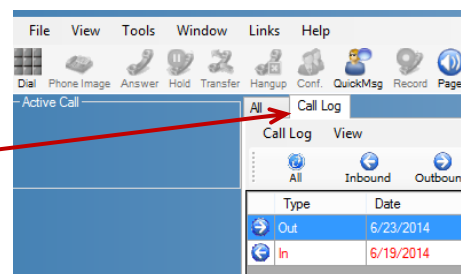 File View Tools Window Links Help
Dial Phone Image Answer Hold Transfer Hangup Conf. QuickMsg Record Page
Active Call
All Call Log
Call Log View
All Inbound Outboun
Type Date
Out 6/23/2014
In 6/19/2014